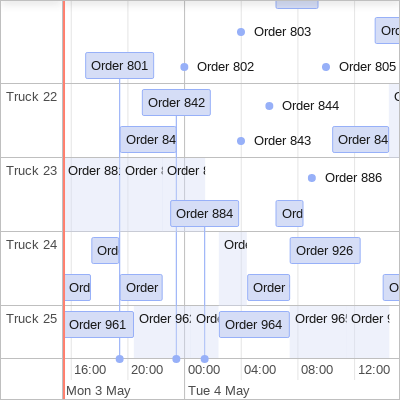 Order 803
Ord
Order 801
Order 802
Order 805
Truck 22
Order 842
Order 844
Order 84
Order 843
Order 84
Truck 23
Order 88
Order
Order 8
Order 886
Order 884
Ord
Truck 24
Ord
Ord
Order 926
Ord
Order
Order
O
Truck 25
Order 961
Order 96
Ord
Order 964
Order 96
Order 9
16:00 20:00 00:00 04:00 08:00 12:00
Mon 3 May Tue 4 May